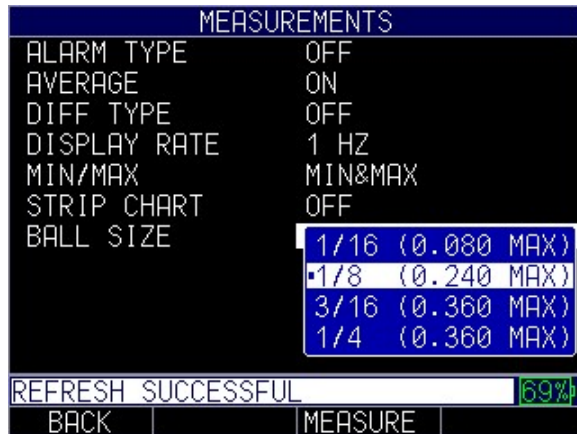 MEASUREMENTS
ALARM TYPE OFF
AVERAGE ON
DIFF TYPE OFF
DISPLAY RATE 1 HZ
MIN/MAX MIN&MAX
STRIP CHART OFF
BALL SIZE
1/16 (0.080 MAX)
▪1/8 (0.240 MAX)
3/16 (0.360 MAX)
1/4 (0.360 MAX)
REFRESH SUCCESSFUL 69%
BACK MEASURE